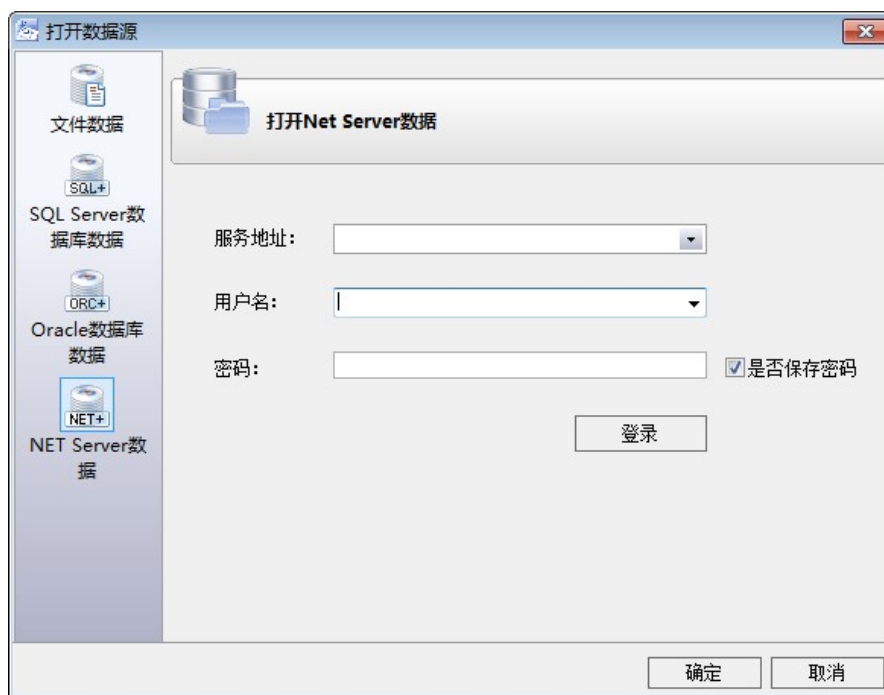 打开数据源
文件数据
SQL+
SQL Server数
据库数据
ORC+
Oracle数据库
数据
NET+
NET Server数
据
打开Net Server数据
服务地址：
用户名：
密码：
是否保存密码
登录
确定
取消